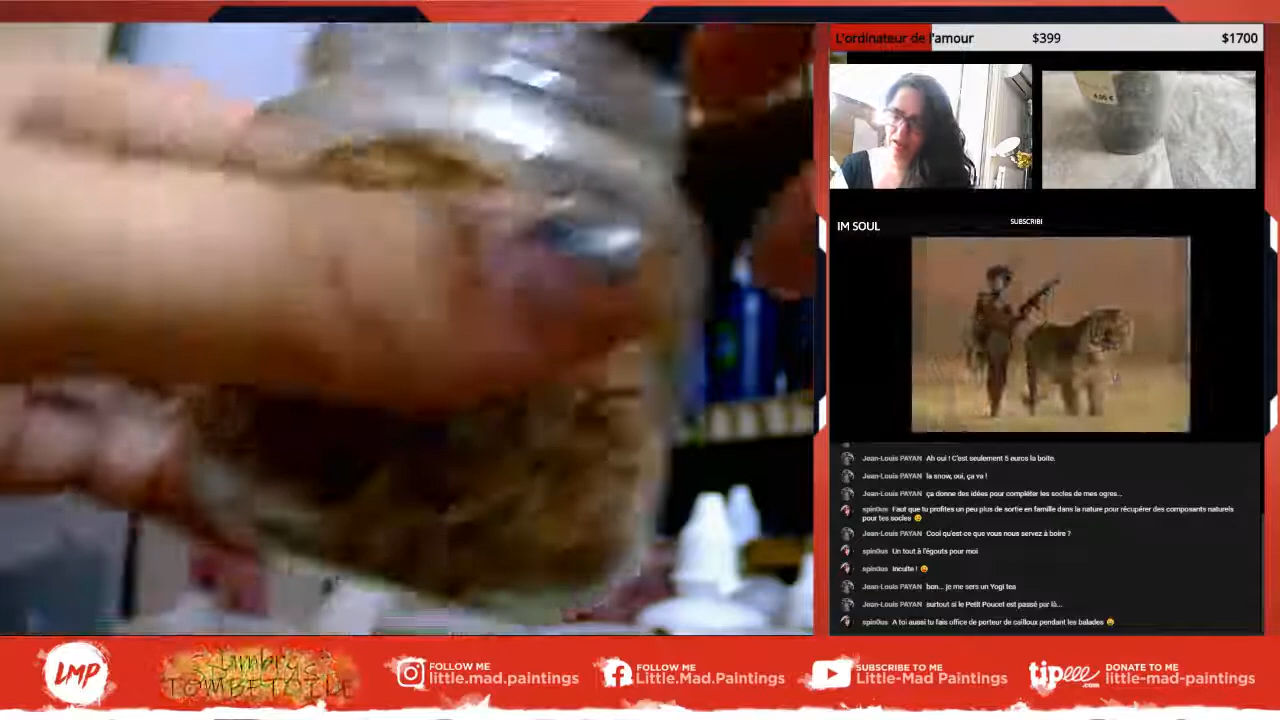 L'ordinateur de l'amour $399 $1700
4,00 €
IM SOUL
SUBSCRIBI
Jean-Louis PAYAN Ah oui ! C'est seulement 5 euros la boite.
Jean-Louis PAYAN la snow, oui, ça va !
Jean-Louis PAYAN ça donne des idées pour compléter les socles de mes ogres...
spin0us Faut que tu profites un peu plus de sortie en famille dans la nature pour récupérer des composants naturels
pour tes socles
Jean-Louis PAYAN Cool qu'est-ce que vous nous servez à boire ?
spin0us Un tout à l'égouts pour moi
spin0us Inculte !
Jean-Louis PAYAN bon... je me sers un Yogi tea
Jean-Louis PAYAN surtout si le Petit Poucet est passé par là...
spin0us A toi aussi tu fais office de porteur de cailloux pendant les balades
LMP
TOMBETOILE
FOLLOW ME
little.mad.paintings
FOLLOW ME
Little.Mad.Paintings
SUBSCRIBE TO ME
Little-Mad Paintings
tipeee.com
DONATE TO ME
little-mad-paintings